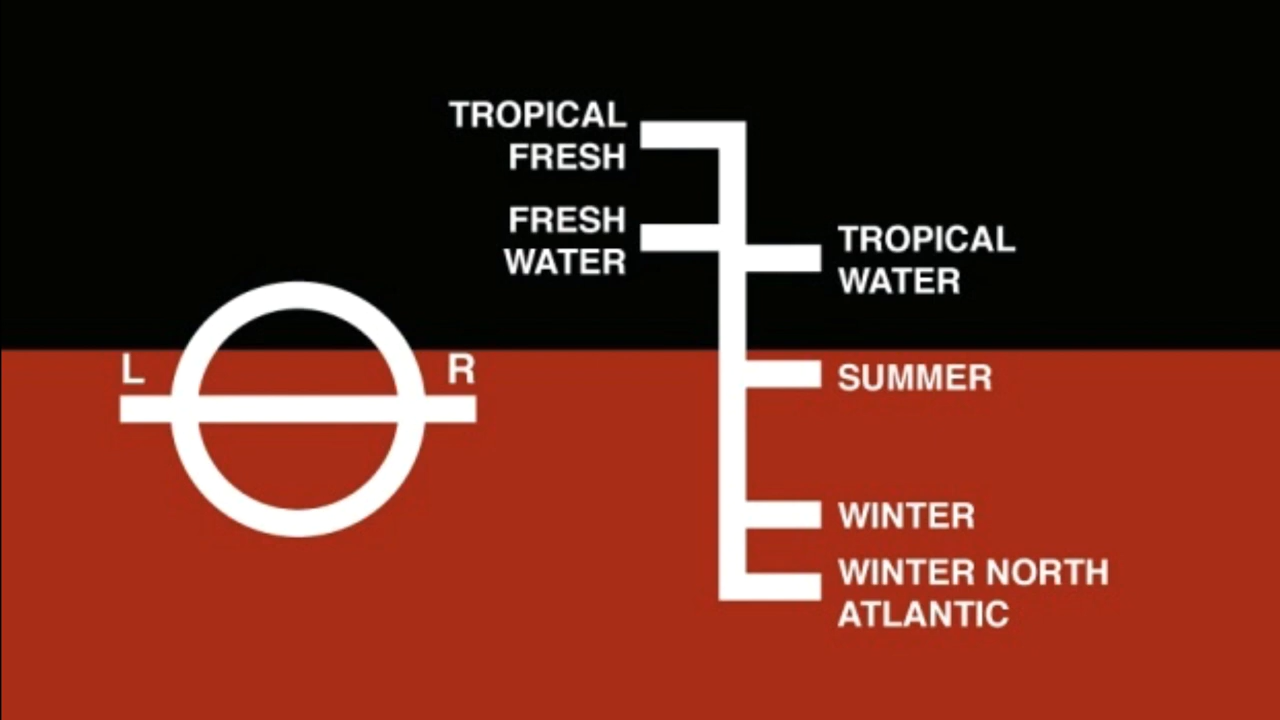 TROPICAL
FRESH
FRESH
WATER
TROPICAL
WATER
L R
SUMMER
WINTER
WINTER NORTH
ATLANTIC